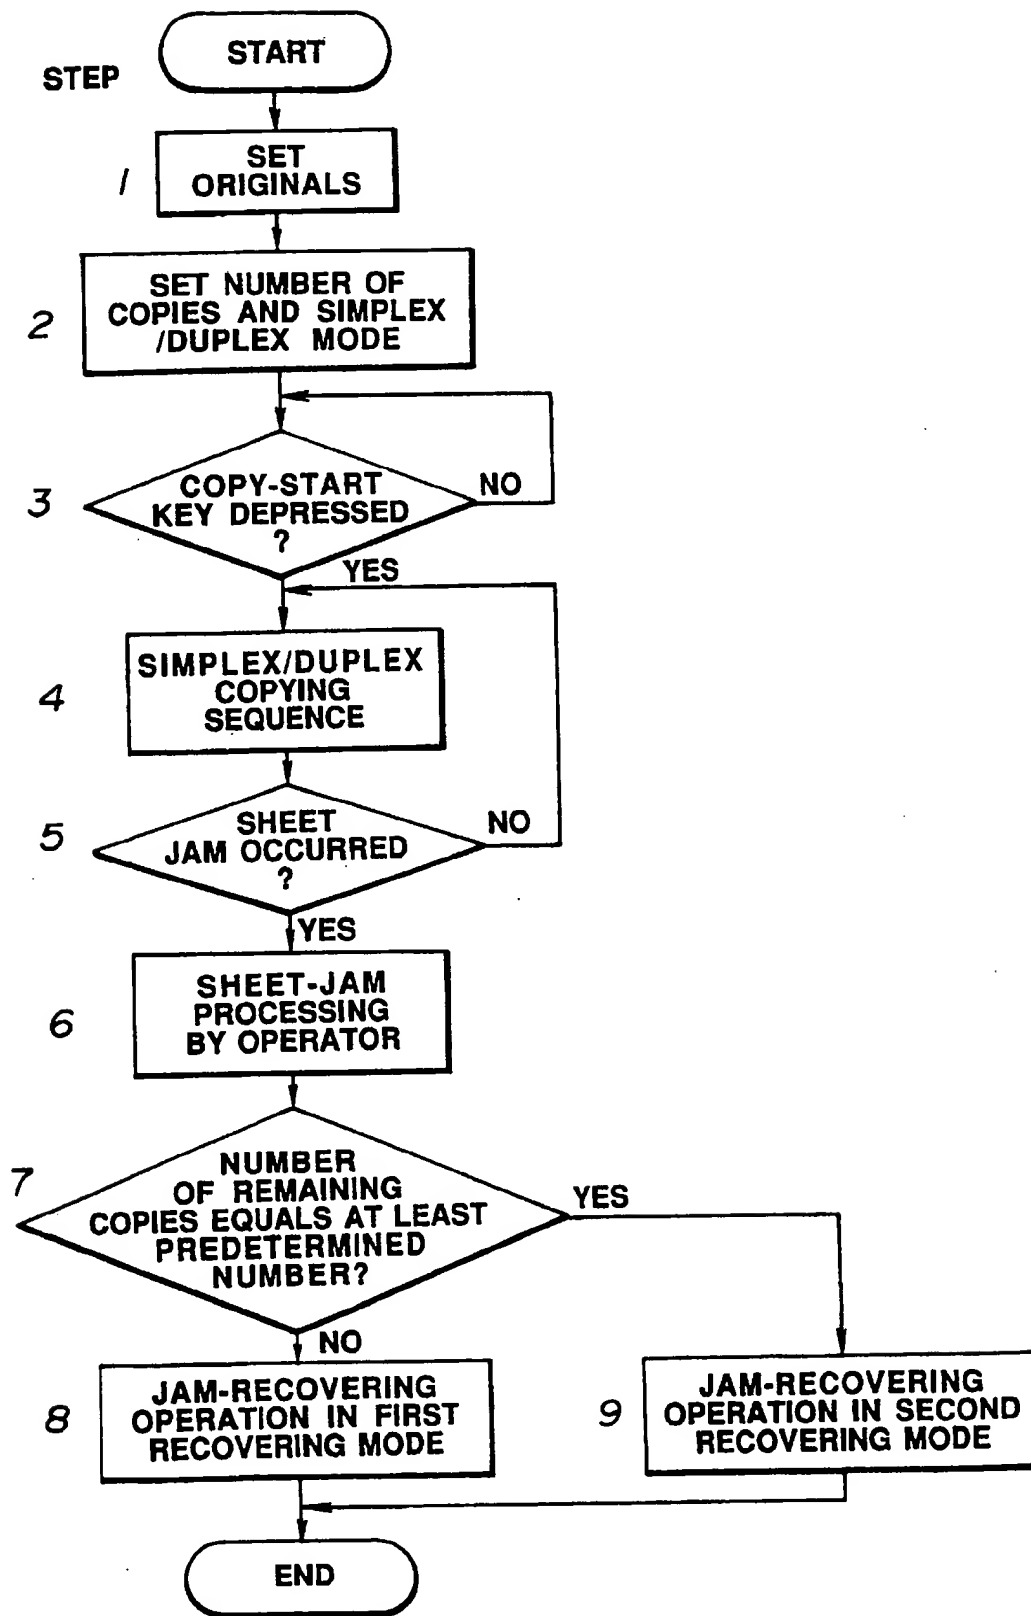 START
STEP
1
SET
ORIGINALS
2
SET NUMBER OF
COPIES AND SIMPLEX
/DUPLEX MODE
3
COPY-START
KEY DEPRESSED
?
NO
YES
4
SIMPLEX/DUPLEX
COPYING
SEQUENCE
5
SHEET
JAM OCCURRED
?
NO
YES
6
SHEET-JAM
PROCESSING
BY OPERATOR
7
NUMBER
OF REMAINING
COPIES EQUALS AT LEAST
PREDETERMINED
NUMBER?
YES
NO
8
JAM-RECOVERING
OPERATION IN FIRST
RECOVERING MODE
9
JAM-RECOVERING
OPERATION IN SECOND
RECOVERING MODE
END